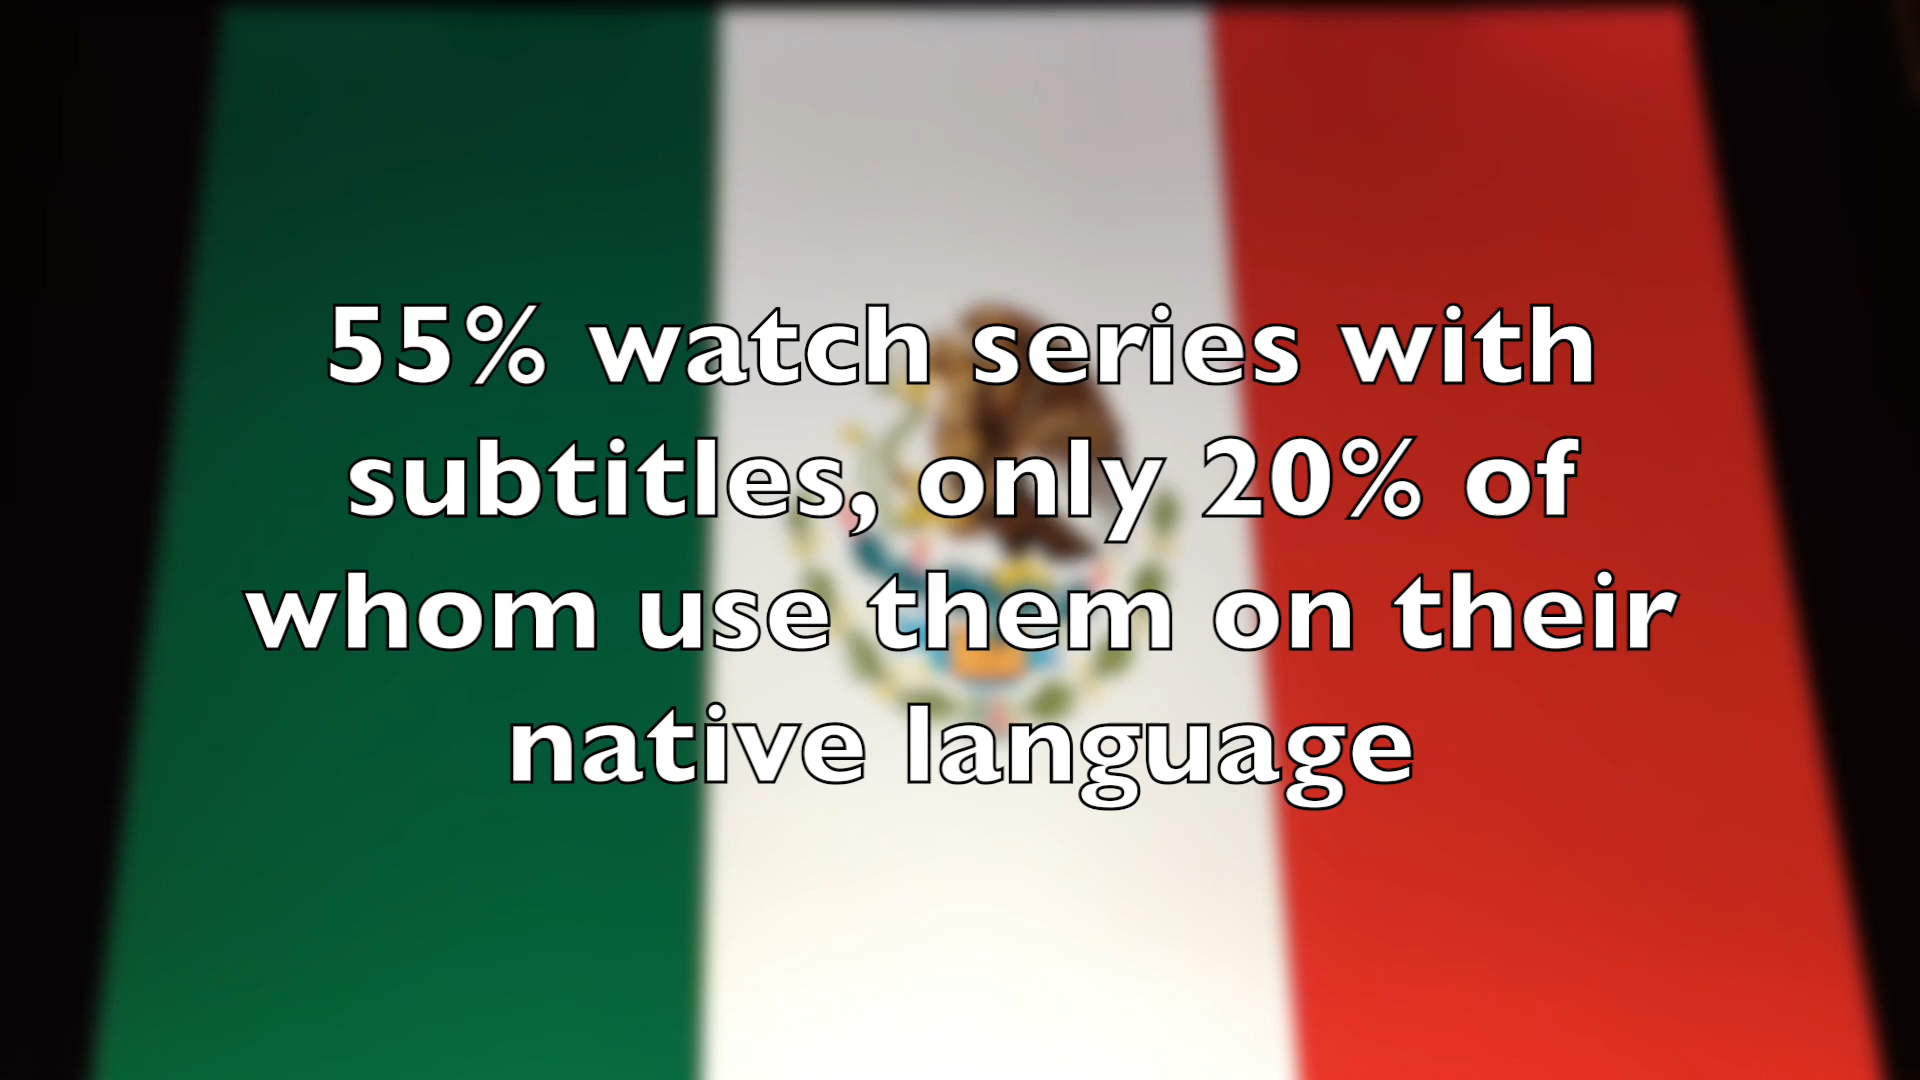 55% watch series with
subtitles, only 20% of
whom use them on their
native language